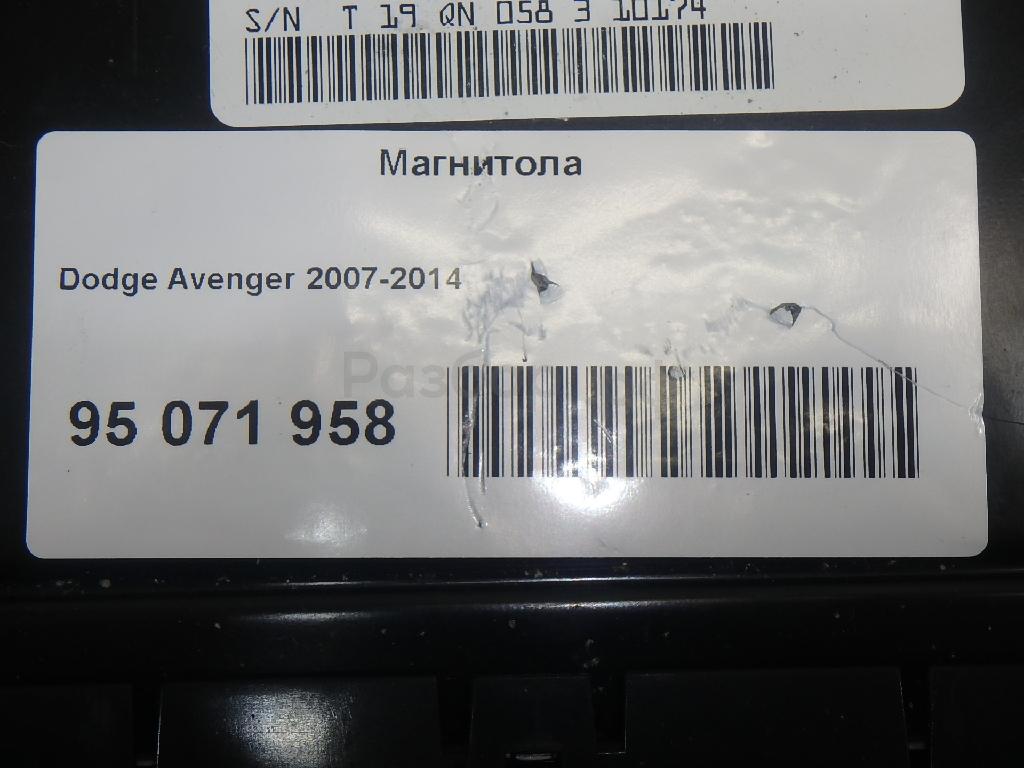 S/N T 19 QN 058 3 10174
Магнитола
Dodge Avenger 2007-2014
95 071 958